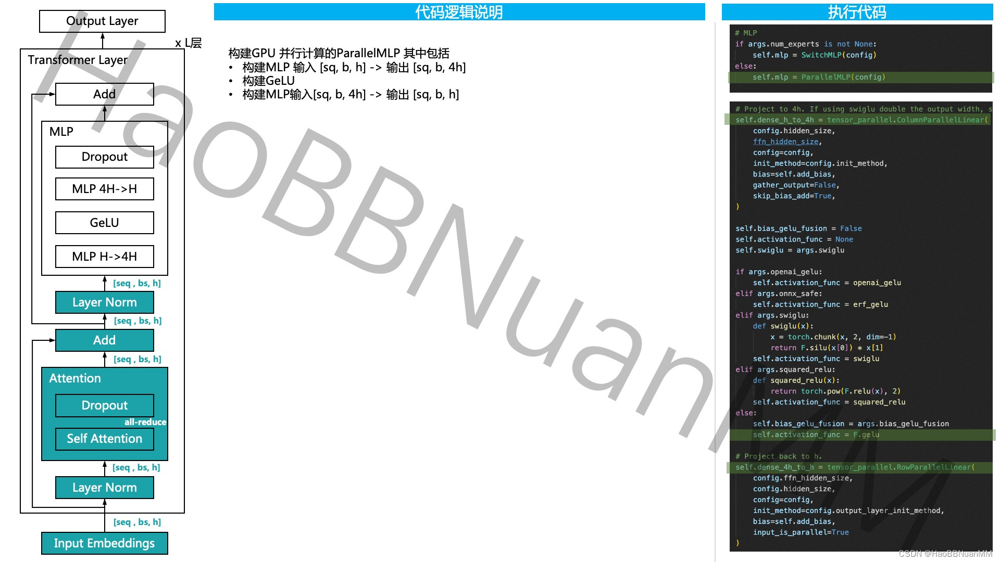 Output Layer
x L层
Transformer Layer
Add
MLP
Dropout
MLP 4H->H
GeLU
MLP H->4H
[seq , bs, h]
Layer Norm
[seq , bs, h]
Add
[seq , bs, h]
Attention
Dropout
all-reduce
Self Attention
[seq , bs, h]
Layer Norm
[seq , bs, h]
Input Embeddings
代码逻辑说明
构建GPU 并行计算的ParallelMLP 其中包括
• 构建MLP 输入 [sq, b, h] -> 输出 [sq, b, 4h]
• 构建GeLU
• 构建MLP输入[sq, b, 4h] -> 输出 [sq, b, h]
HaoBBNuanMM
执行代码
# MLP
if args.num_experts is not None:
    self.mlp = SwitchMLP(config)
else:
    self.mlp = ParallelMLP(config)
# Project to 4h. If using swiglu double the output width, s
self.dense_h_to_4h = tensor_parallel.ColumnParallelLinear(
    config.hidden_size,
    ffn_hidden_size,
    config=config,
    init_method=config.init_method,
    bias=self.add_bias,
    gather_output=False,
    skip_bias_add=True,
)
self.bias_gelu_fusion = False
self.activation_func = None
self.swiglu = args.swiglu
if args.openai_gelu:
    self.activation_func = openai_gelu
elif args.onnx_safe:
    self.activation_func = erf_gelu
elif args.swiglu:
    def swiglu(x):
        x = torch.chunk(x, 2, dim=-1)
        return F.silu(x[0]) * x[1]
    self.activation_func = swiglu
elif args.squared_relu:
    def squared_relu(x):
        return torch.pow(F.relu(x), 2)
    self.activation_func = squared_relu
else:
    self.bias_gelu_fusion = args.bias_gelu_fusion
    self.activation_func = F.gelu
# Project back to h.
self.dense_4h_to_h = tensor_parallel.RowParallelLinear(
    config.ffn_hidden_size,
    config.hidden_size,
    config=config,
    init_method=config.output_layer_init_method,
    bias=self.add_bias,
    input_is_parallel=True
)
CSDN @HaoBBNuanMM